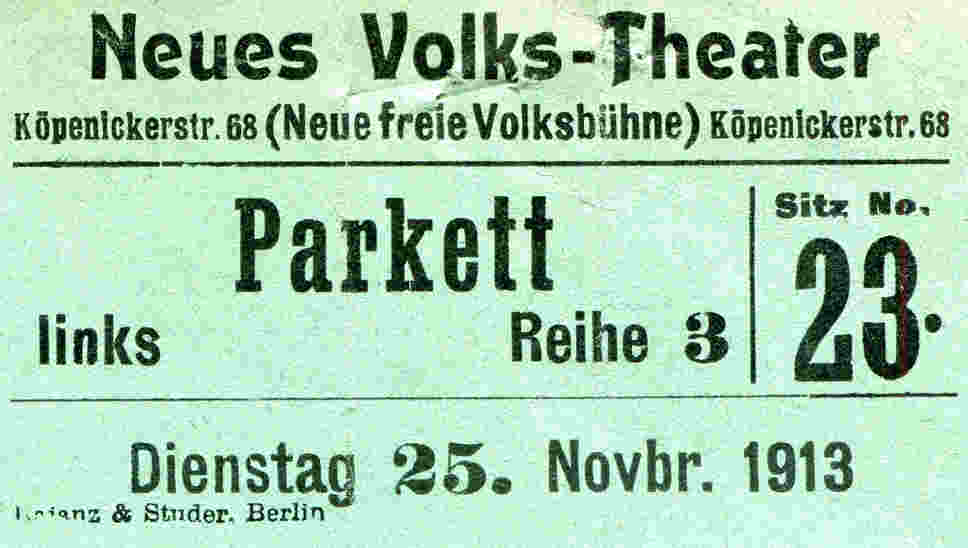 Neues Volks-Theater
Köpenickerstr. 68 (Neue freie Volksbühne) Köpenickerstr. 68
Parkett
Sitz No.
23.
links Reihe 3
Dienstag 25. Novbr. 1913
& Studer, Berlin